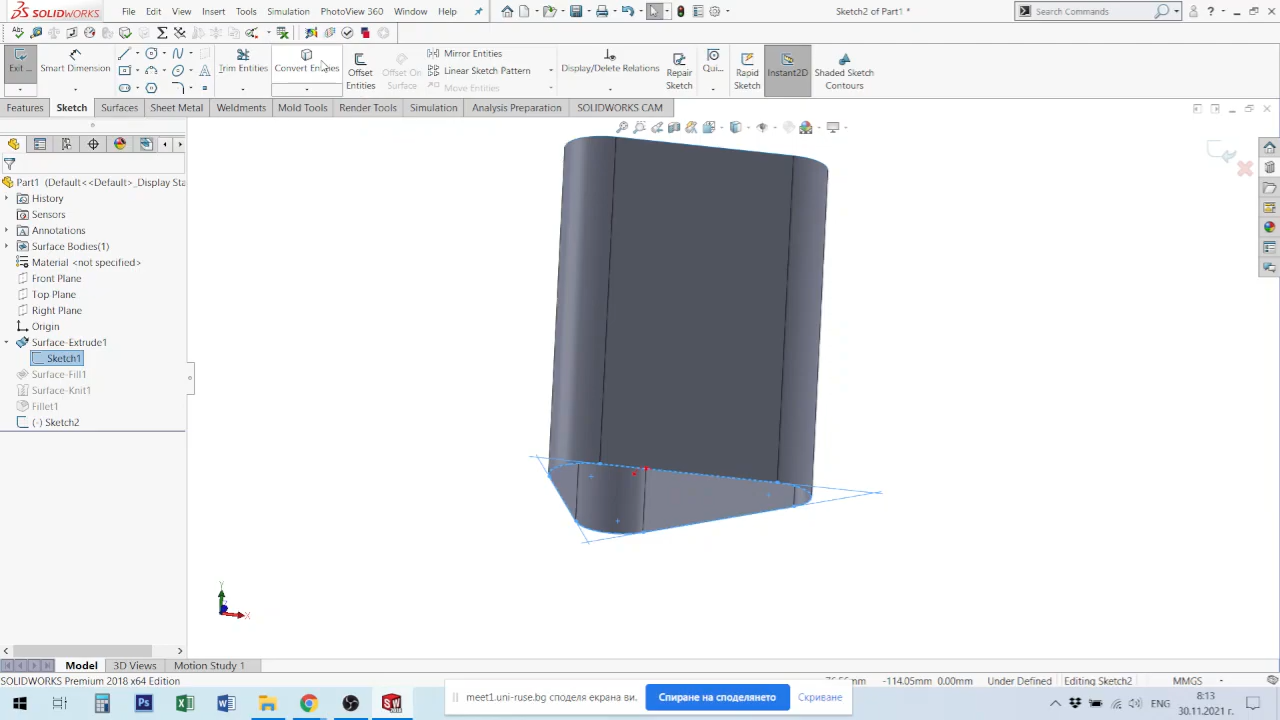 SOLIDWORKS File Edit View Insert Tools Simulation PhotoView 360 Window Help Sketch2 of Part1 * Search Commands
Exit ... Trim Entities Convert Entities Offset Entities Offset On Surface Mirror Entities Linear Sketch Pattern Move Entities Display/Delete Relations Repair Sketch Qui... Rapid Sketch Instant2D Shaded Sketch Contours
Features Sketch Surfaces Sheet Metal Weldments Mold Tools Render Tools Simulation Analysis Preparation SOLIDWORKS CAM
Part1 (Default<<Default>_Display Sta
History
Sensors
Annotations
Surface Bodies(1)
Material <not specified>
Front Plane
Top Plane
Right Plane
Origin
Surface-Extrude1
Sketch1
Surface-Fill1
Surface-Knit1
Fillet1
(-) Sketch2
Y
X
Model 3D Views Motion Study 1
SOLIDWORKS Premium 2018 x64 Edition -114.05mm 0.00mm Under Defined Editing Sketch2 MMGS
meet1.uni-ruse.bg споделя екрана ви. Спиране на споделянето Скриване
ENG 8:13
30.11.2021 г.